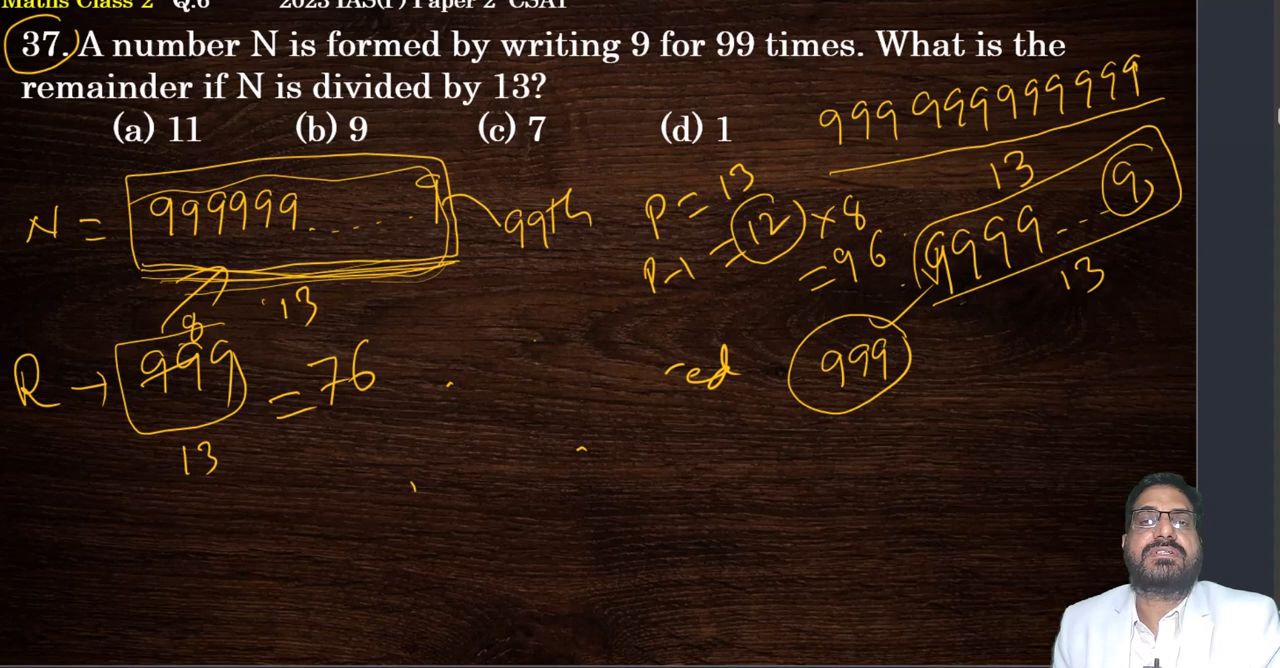 Maths Class 2 Q.6 2023 IAS(P) Paper 2 CSAT
37. A number N is formed by writing 9 for 99 times. What is the
remainder if N is divided by 13?
(a) 11 (b) 9 (c) 7 (d) 1
999 999999999
13
N = 999999.... . . 9
99th
13
P = 13
P-1 = 12 × 8
= 96
9999...9
13
R → 999 = 76
13
999